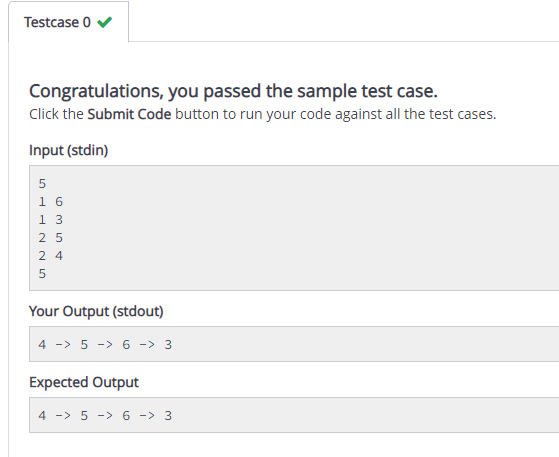 Testcase 0
Congratulations, you passed the sample test case.
Click the Submit Code button to run your code against all the test cases.
Input (stdin)
5
1 6
1 3
2 5
2 4
5
Your Output (stdout)
4 -> 5 -> 6 -> 3
Expected Output
4 -> 5 -> 6 -> 3